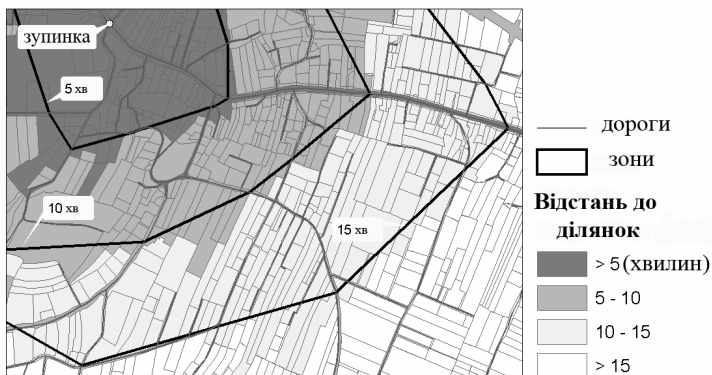 зупинка
5 хв
10 хв
15 хв
дороги
зони
Відстань до
ділянок
> 5 (хвилин)
5 - 10
10 - 15
> 15